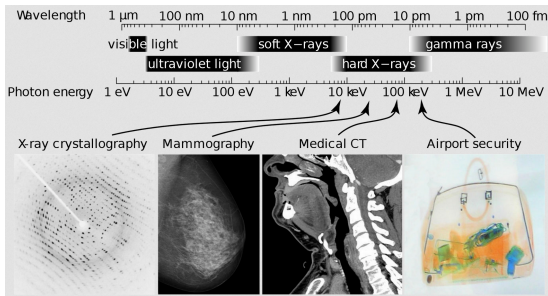 Wavelength 1 μm 100 nm 10 nm 1 nm 100 pm 10 pm 1 pm 100 fm
visible light soft X−rays gamma rays
ultraviolet light hard X−rays
Photon energy 1 eV 10 eV 100 eV 1 keV 10 keV 100 keV 1 MeV 10 MeV
X-ray crystallography Mammography Medical CT Airport security